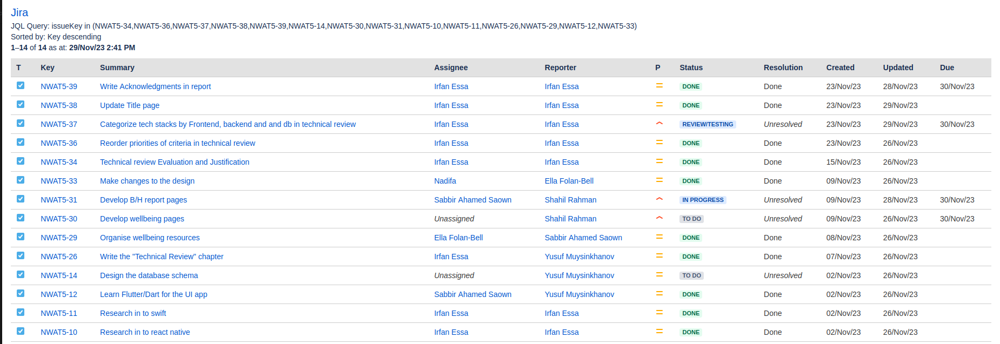 Jira
JQL Query: issueKey in (NWAT5-34,NWAT5-36,NWAT5-37,NWAT5-38,NWAT5-39,NWAT5-14,NWAT5-30,NWAT5-31,NWAT5-10,NWAT5-11,NWAT5-26,NWAT5-29,NWAT5-12,NWAT5-33)
Sorted by: Key descending
1–14 of 14 as at: 29/Nov/23 2:41 PM
T Key Summary Assignee Reporter P Status Resolution Created Updated Due
NWAT5-39 Write Acknowledgments in report Irfan Essa Irfan Essa DONE Done 23/Nov/23 28/Nov/23 30/Nov/23
NWAT5-38 Update Title page Irfan Essa Irfan Essa DONE Done 23/Nov/23 29/Nov/23
NWAT5-37 Categorize tech stacks by Frontend, backend and and db in technical review Irfan Essa Irfan Essa REVIEW/TESTING Unresolved 23/Nov/23 29/Nov/23 30/Nov/23
NWAT5-36 Reorder priorities of criteria in technical review Irfan Essa Irfan Essa DONE Done 23/Nov/23 26/Nov/23
NWAT5-34 Technical review Evaluation and Justification Irfan Essa Irfan Essa DONE Done 15/Nov/23 26/Nov/23
NWAT5-33 Make changes to the design Nadifa Ella Folan-Bell DONE Done 09/Nov/23 26/Nov/23
NWAT5-31 Develop B/H report pages Sabbir Ahamed Saown Shahil Rahman IN PROGRESS Unresolved 09/Nov/23 28/Nov/23 30/Nov/23
NWAT5-30 Develop wellbeing pages Unassigned Shahil Rahman TO DO Unresolved 09/Nov/23 26/Nov/23 30/Nov/23
NWAT5-29 Organise wellbeing resources Ella Folan-Bell Sabbir Ahamed Saown DONE Done 08/Nov/23 26/Nov/23
NWAT5-26 Write the "Technical Review" chapter Irfan Essa Yusuf Muysinkhanov DONE Done 07/Nov/23 26/Nov/23
NWAT5-14 Design the database schema Unassigned Yusuf Muysinkhanov TO DO Unresolved 02/Nov/23 26/Nov/23
NWAT5-12 Learn Flutter/Dart for the UI app Sabbir Ahamed Saown Yusuf Muysinkhanov DONE Done 02/Nov/23 26/Nov/23
NWAT5-11 Research in to swift Irfan Essa Irfan Essa DONE Done 02/Nov/23 26/Nov/23
NWAT5-10 Research in to react native Irfan Essa Irfan Essa DONE Done 02/Nov/23 26/Nov/23